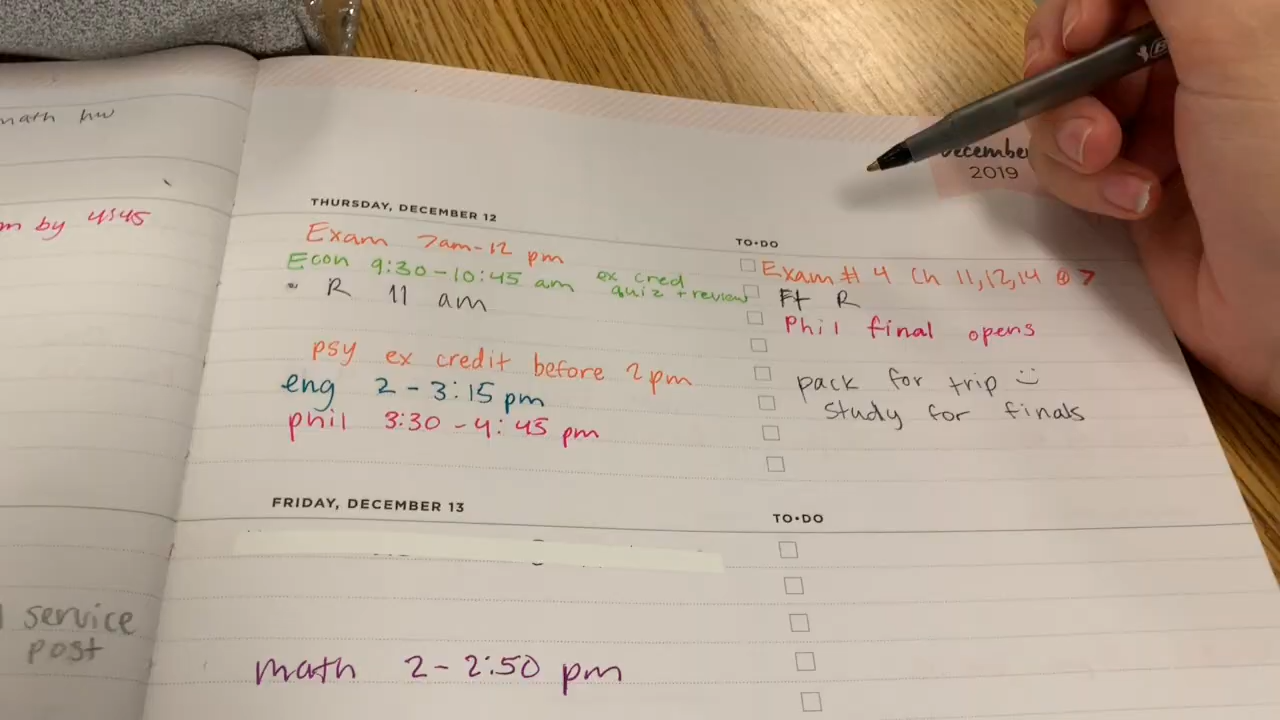 math hw
by 4:45
service
post
December
2019
THURSDAY, DECEMBER 12
Exam 7am-12 pm
Econ 9:30-10:45 am ex cred
quiz + review
R 11 am
psy ex credit before 2pm
eng 2-3:15 pm
phil 3:30-4:45 pm
TO•DO
Exam # 4 Ch 11,12,14 @ 7
R
Phil final opens
pack for trip
study for finals
FRIDAY, DECEMBER 13
math 2-2:50 pm
TO•DO